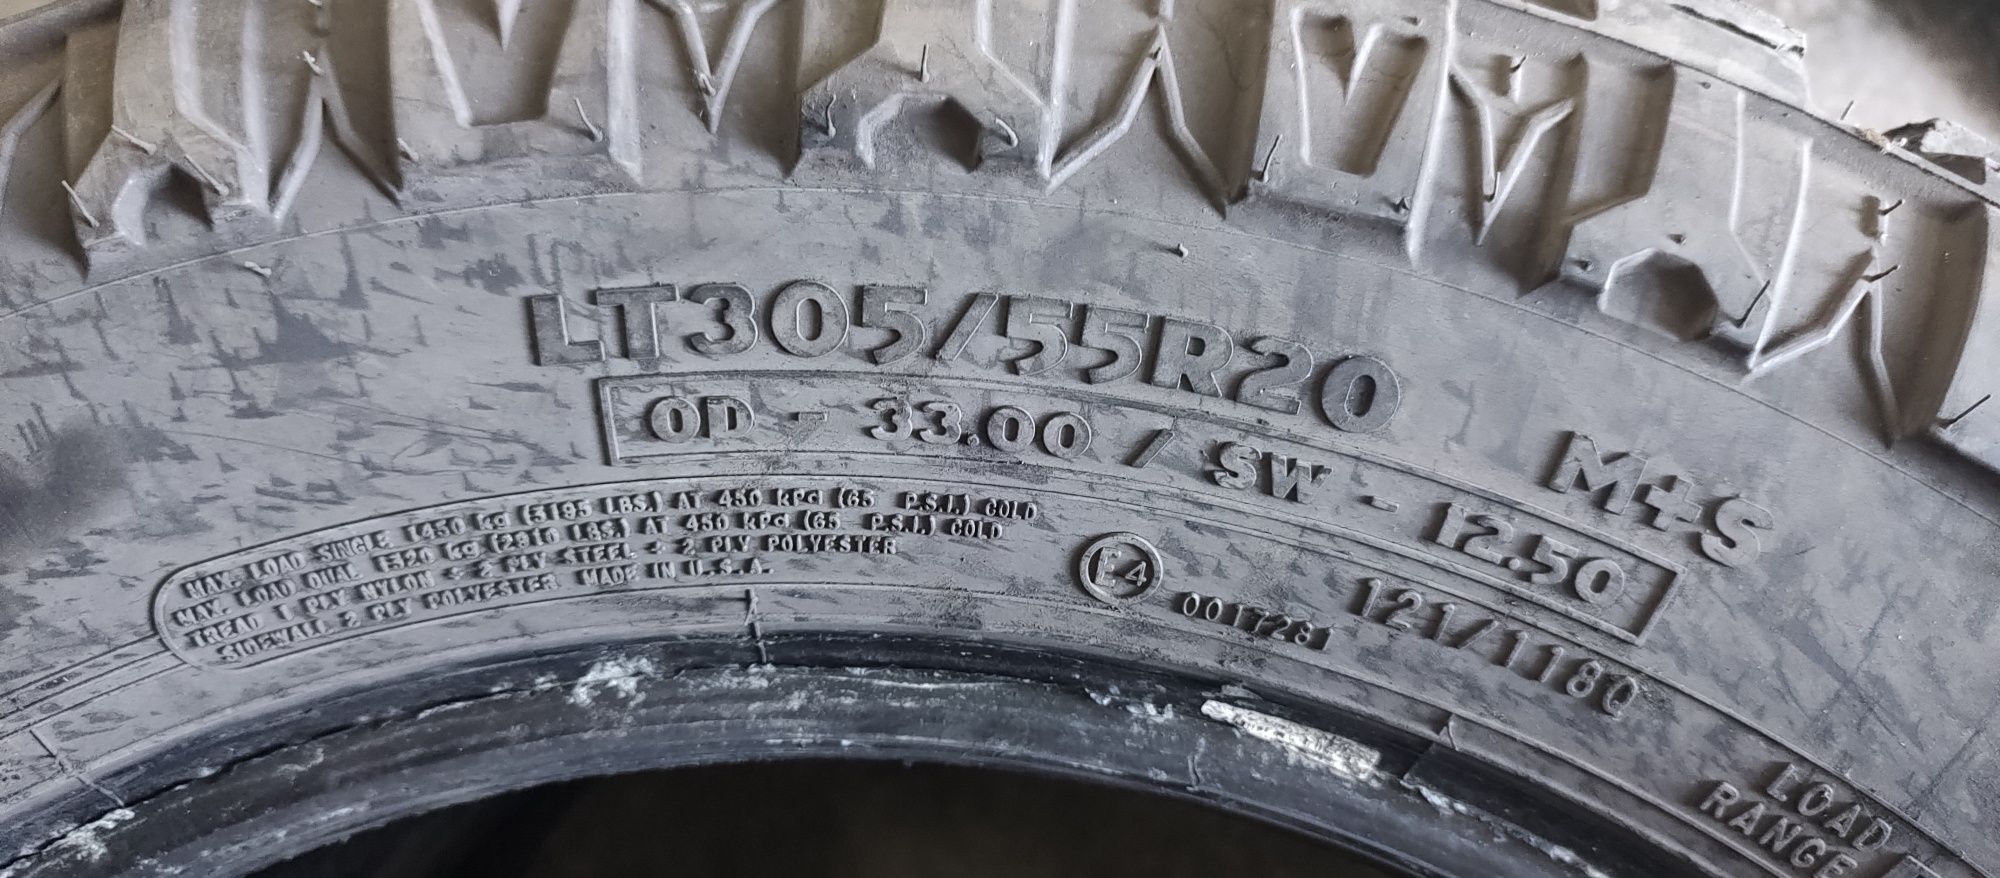 LT305/55R20
OD - 33.00 / SW - 12.50
M+S
MAX. LOAD SINGLE 1450 kg (3195 LBS.) AT 450 kPa (65 P.S.I.) COLD
MAX. LOAD DUAL 1320 kg (2910 LBS.) AT 450 kPa (65 P.S.I.) COLD
TREAD 1 PLY NYLON + 2 PLY STEEL + 2 PLY POLYESTER
SIDEWALL 2 PLY POLYESTER MADE IN U.S.A.
E4
0017281
121/118Q
LOAD
RANGE